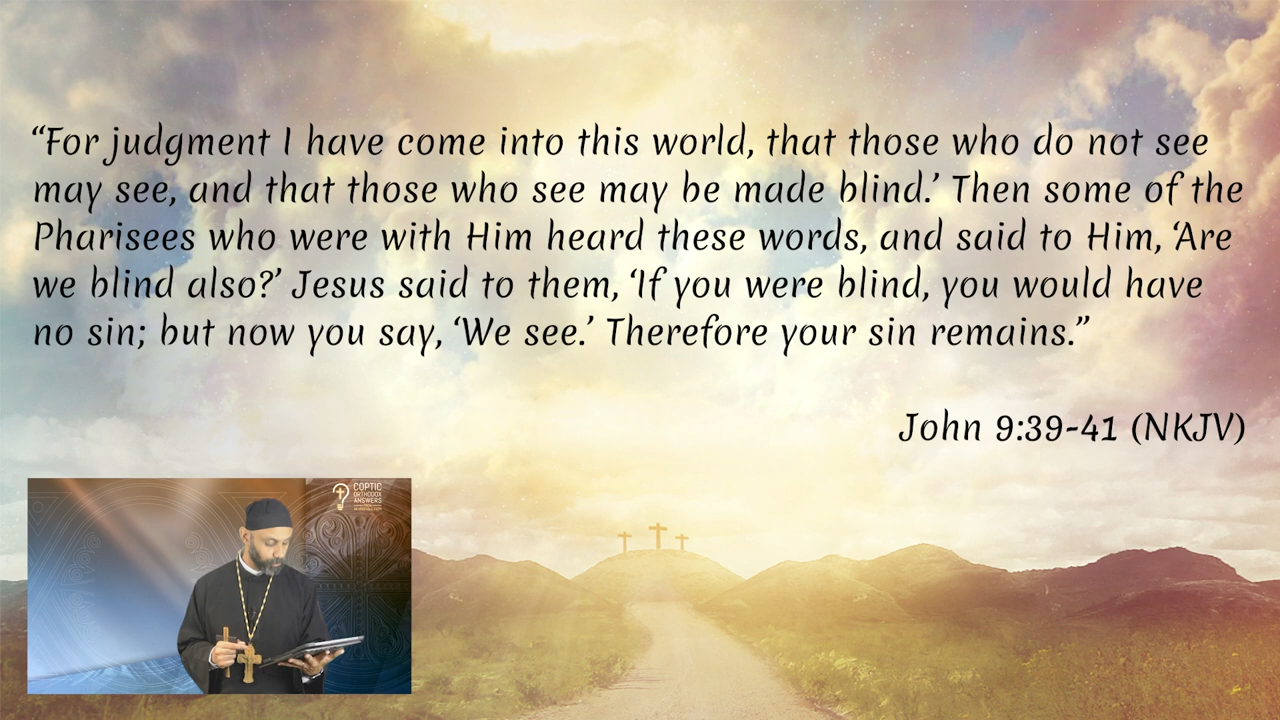 “For judgment I have come into this world, that those who do not see
may see, and that those who see may be made blind.’ Then some of the
Pharisees who were with Him heard these words, and said to Him, ‘Are
we blind also?’ Jesus said to them, ‘If you were blind, you would have
no sin; but now you say, ‘We see.’ Therefore your sin remains.”
John 9:39-41 (NKJV)
COPTIC
ORTHODOX
ANSWERS